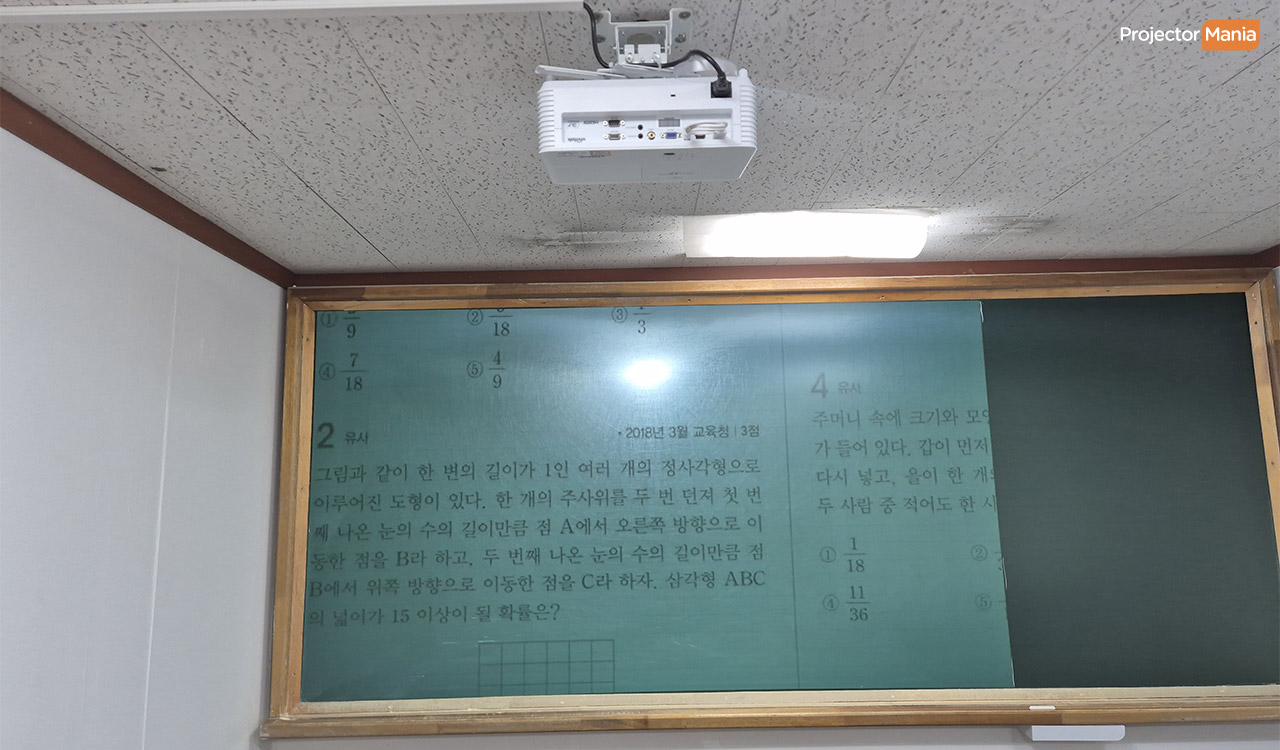 Projector Mania
① 9
② 18
③ 3
④ 7/18
⑤ 4/9
2 유사
• 2018년 3월 교육청 | 3점
그림과 같이 한 변의 길이가 1인 여러 개의 정사각형으로
이루어진 도형이 있다. 한 개의 주사위를 두 번 던져 첫 번
째 나온 눈의 수의 길이만큼 점 A에서 오른쪽 방향으로 이
동한 점을 B라 하고, 두 번째 나온 눈의 수의 길이만큼 점
B에서 위쪽 방향으로 이동한 점을 C라 하자. 삼각형 ABC
의 넓이가 15 이상이 될 확률은?
4 유사
주머니 속에 크기와
가 들어 있다. 갑이 먼저
다시 넣고, 을이 한
두 사람 중 적어도 한
① 1/18
②
④ 11/36
⑤